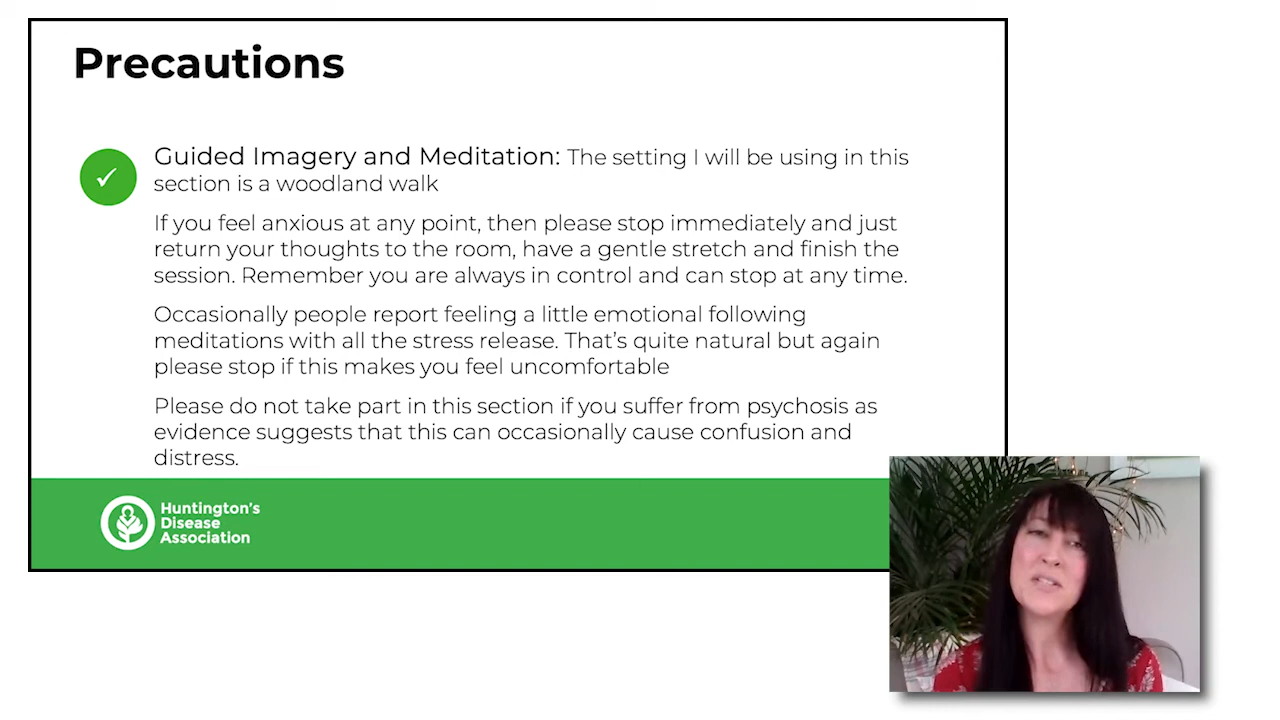 Precautions
Guided Imagery and Meditation: The setting I will be using in this
section is a woodland walk
If you feel anxious at any point, then please stop immediately and just
return your thoughts to the room, have a gentle stretch and finish the
session. Remember you are always in control and can stop at any time.
Occasionally people report feeling a little emotional following
meditations with all the stress release. That’s quite natural but again
please stop if this makes you feel uncomfortable
Please do not take part in this section if you suffer from psychosis as
evidence suggests that this can occasionally cause confusion and
distress.
Huntington’s
Disease
Association